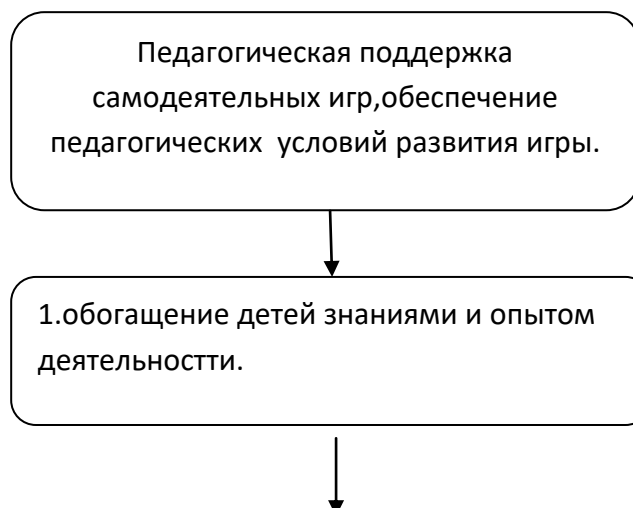 Педагогическая поддержка
самодеятельных игр,обеспечение
педагогических  условий развития игры.
1.обогащение детей знаниями и опытом
деятельностти.